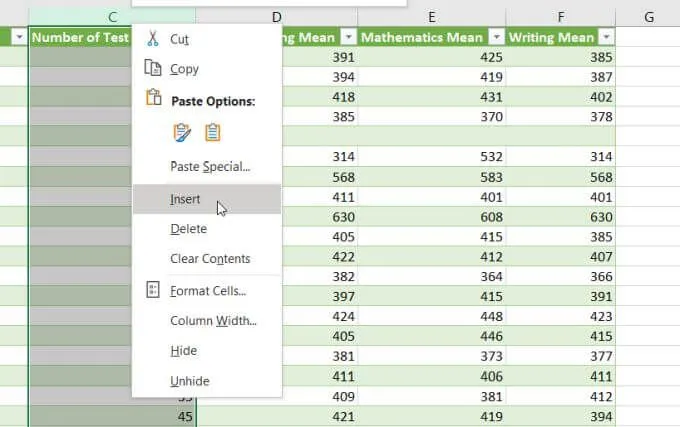 C D E F G
Number of Test ng Mean Mathematics Mean Writing Mean
391 425 385
394 419 387
418 431 402
385 370 378
314 532 314
568 583 568
411 401 401
630 608 630
405 415 385
422 412 407
382 364 366
397 415 391
424 448 423
405 446 415
381 373 377
411 406 411
409 381 412
45 421 419 394
Cut
Copy
Paste Options:
Paste Special...
Insert
Delete
Clear Contents
Format Cells...
Column Width...
Hide
Unhide